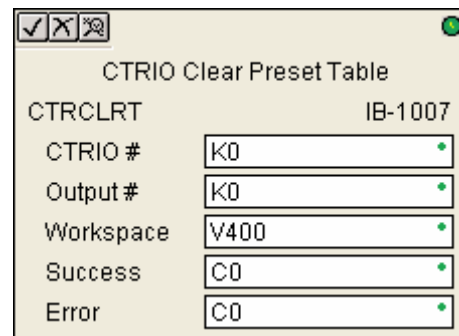 CTRIO Clear Preset Table
CTRCLRT IB-1007
CTRIO # K0
Output # K0
Workspace V400
Success C0
Error C0